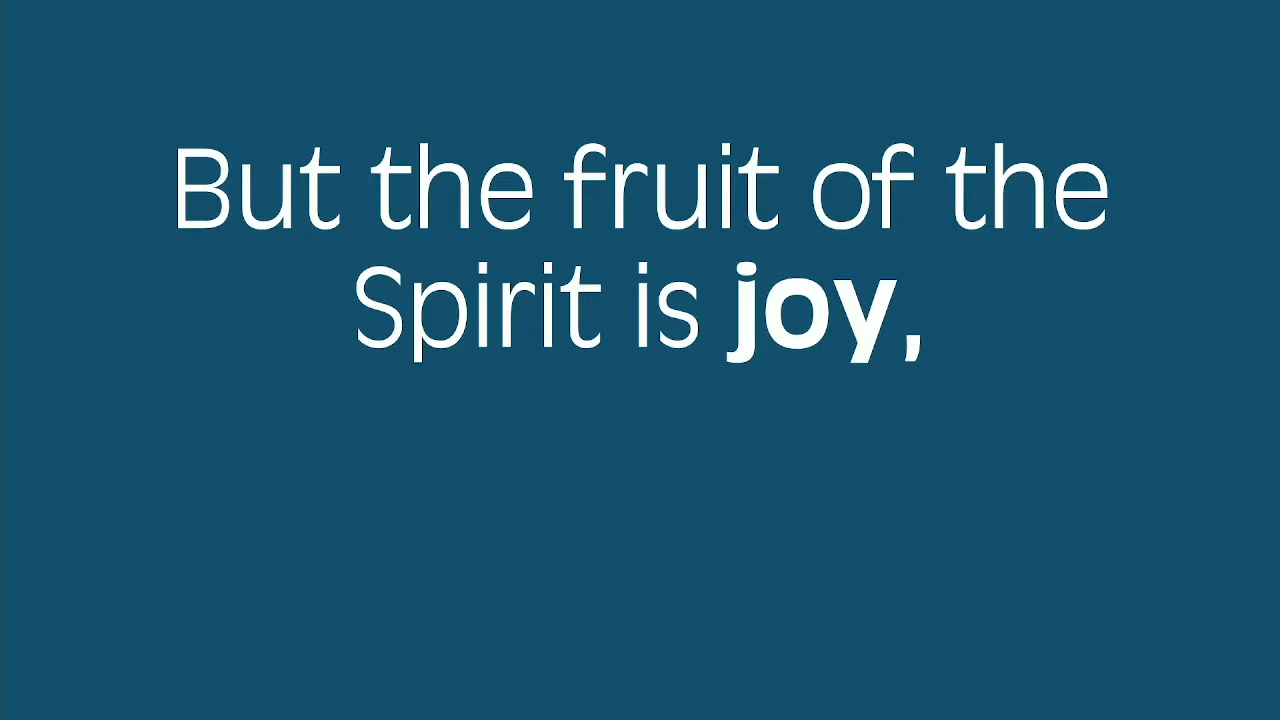 But the fruit of the
Spirit is joy,